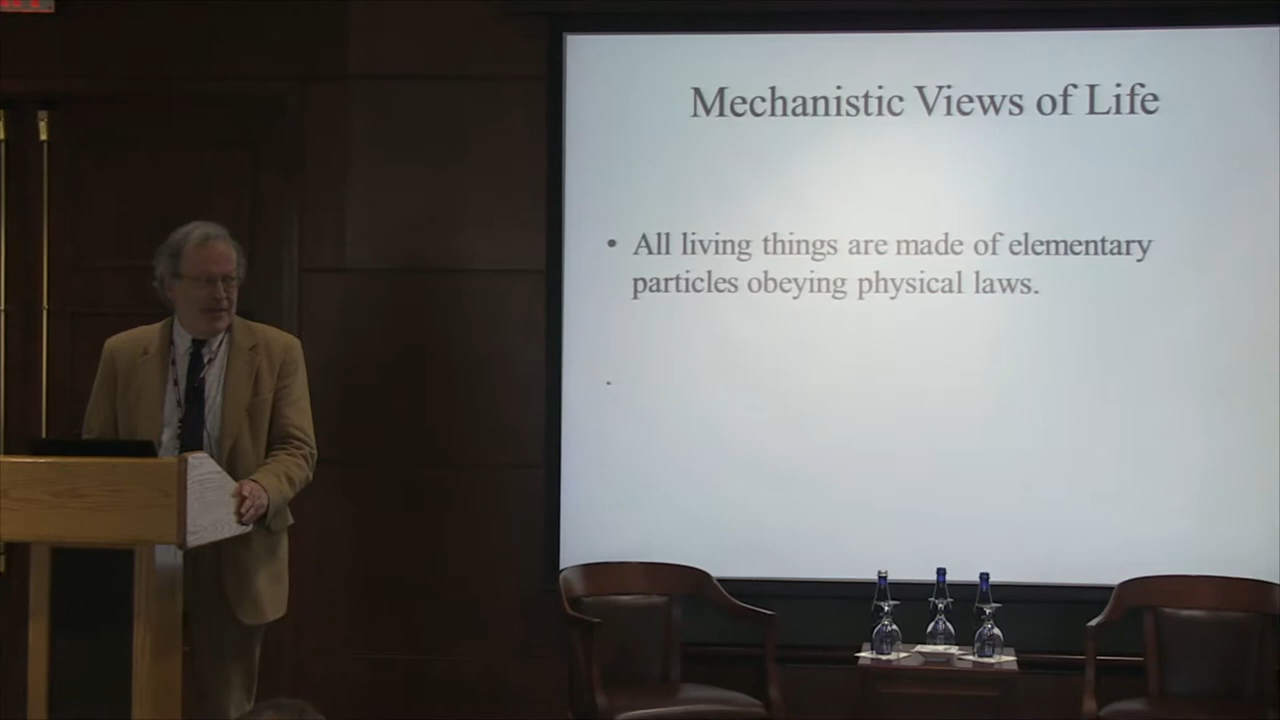 Mechanistic Views of Life
• All living things are made of elementary
particles obeying physical laws.